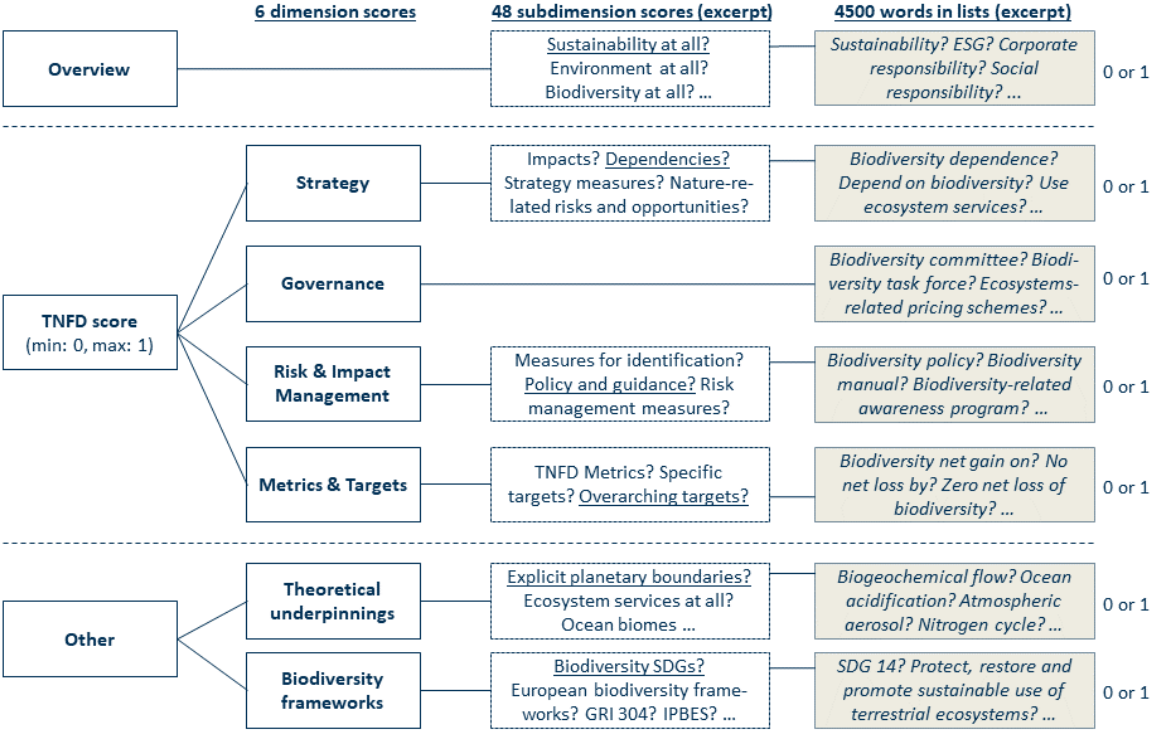 6 dimension scores
48 subdimension scores (excerpt)
4500 words in lists (excerpt)
Overview
Sustainability at all?
Environment at all?
Biodiversity at all? ...
Sustainability? ESG? Corporate
responsibility? Social
responsibility? ...
0 or 1
TNFD score
(min: 0, max: 1)
Strategy
Impacts? Dependencies?
Strategy measures? Nature-re-
lated risks and opportunities?
Biodiversity dependence?
Depend on biodiversity? Use
ecosystem services? ...
0 or 1
Governance
Biodiversity committee? Biodi-
versity task force? Ecosystems-
related pricing schemes? ...
0 or 1
Risk & Impact
Management
Measures for identification?
Policy and guidance? Risk
management measures?
Biodiversity policy? Biodiversity
manual? Biodiversity-related
awareness program? ...
0 or 1
Metrics & Targets
TNFD Metrics? Specific
targets? Overarching targets?
Biodiversity net gain on? No
net loss by? Zero net loss of
biodiversity? ...
0 or 1
Other
Theoretical
underpinnings
Explicit planetary boundaries?
Ecosystem services at all?
Ocean biomes ...
Biogeochemical flow? Ocean
acidification? Atmospheric
aerosol? Nitrogen cycle? ...
0 or 1
Biodiversity
frameworks
Biodiversity SDGs?
European biodiversity frame-
works? GRI 304? IPBES? ...
SDG 14? Protect, restore and
promote sustainable use of
terrestrial ecosystems? ...
0 or 1